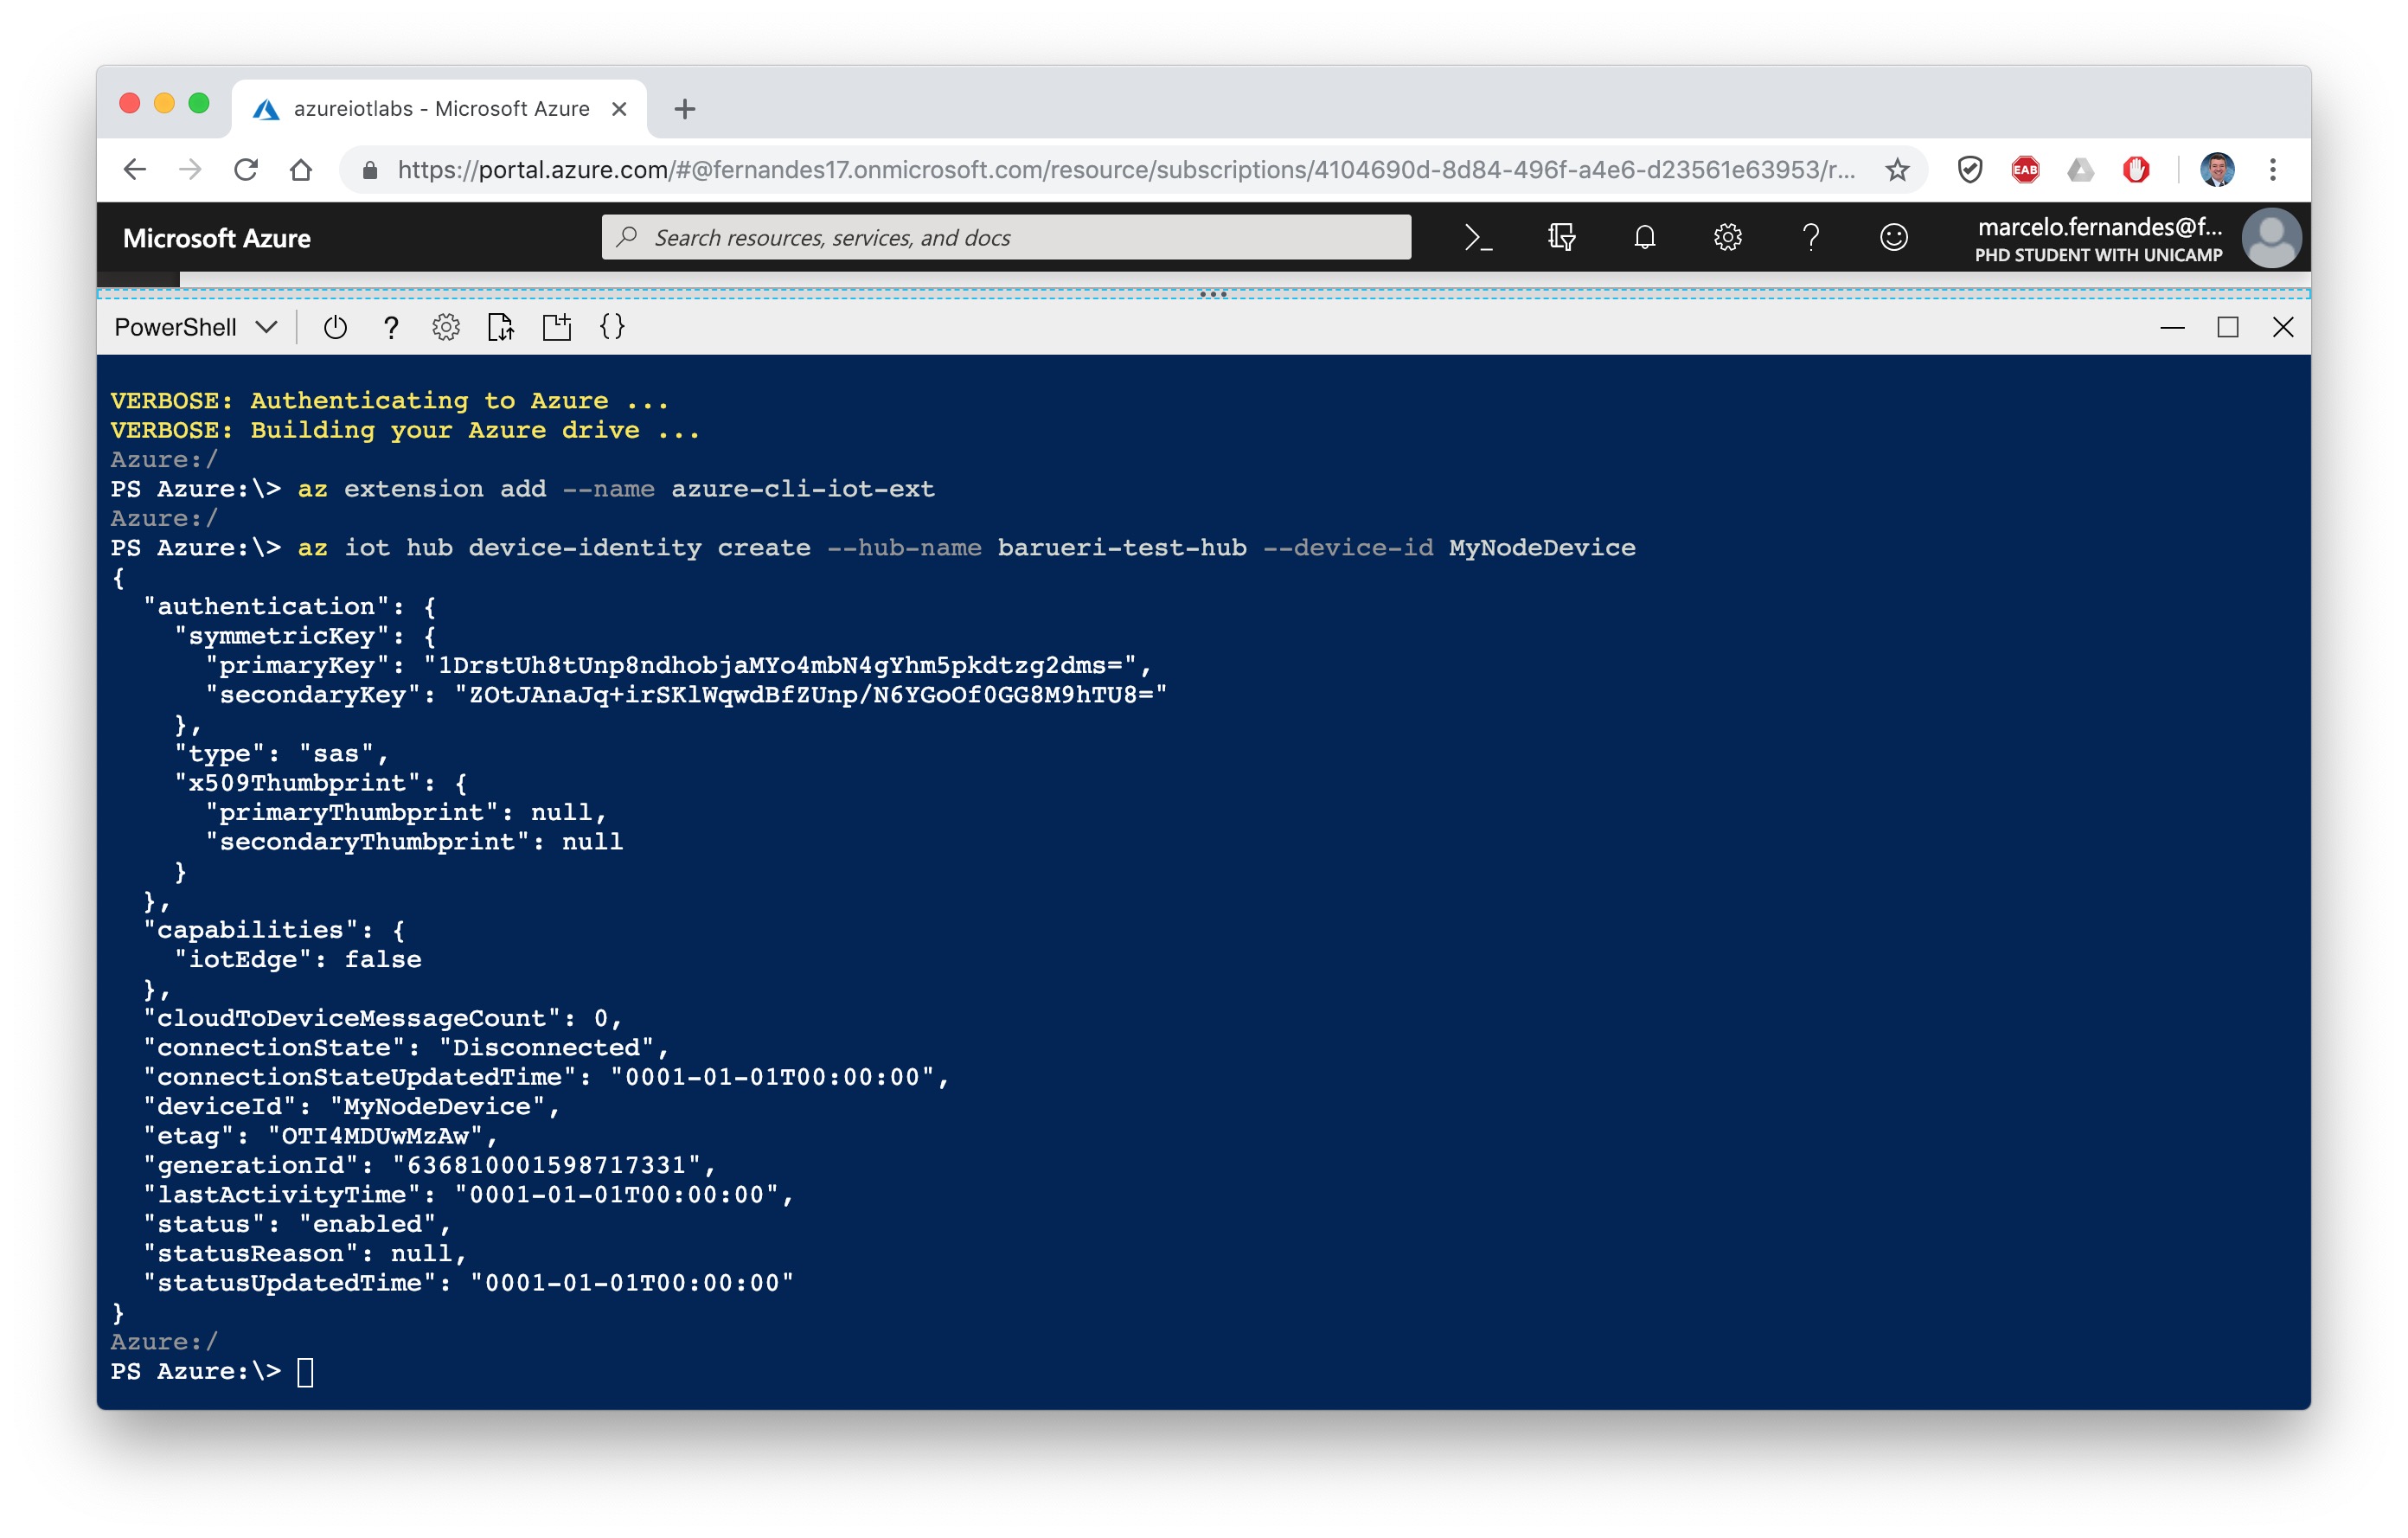 azureiotlabs - Microsoft Azure
https://portal.azure.com/#@fernandes17.onmicrosoft.com/resource/subscriptions/4104690d-8d84-496f-a4e6-d23561e63953/r...
EAB
Microsoft Azure
Search resources, services, and docs
marcelo.fernandes@f...
PHD STUDENT WITH UNICAMP
PowerShell
VERBOSE: Authenticating to Azure ...
VERBOSE: Building your Azure drive ...
Azure:/
PS Azure:\> az extension add --name azure-cli-iot-ext
Azure:/
PS Azure:\> az iot hub device-identity create --hub-name barueri-test-hub --device-id MyNodeDevice
{
  "authentication": {
    "symmetricKey": {
      "primaryKey": "1DrstUh8tUnp8ndhobjaMYo4mbN4gYhm5pkdtzg2dms=",
      "secondaryKey": "ZOtJAnaJq+irSKlWqwdBfZUnp/N6YGoOf0GG8M9hTU8="
    },
    "type": "sas",
    "x509Thumbprint": {
      "primaryThumbprint": null,
      "secondaryThumbprint": null
    }
  },
  "capabilities": {
    "iotEdge": false
  },
  "cloudToDeviceMessageCount": 0,
  "connectionState": "Disconnected",
  "connectionStateUpdatedTime": "0001-01-01T00:00:00",
  "deviceId": "MyNodeDevice",
  "etag": "OTI4MDUwMzAw",
  "generationId": "636810001598717331",
  "lastActivityTime": "0001-01-01T00:00:00",
  "status": "enabled",
  "statusReason": null,
  "statusUpdatedTime": "0001-01-01T00:00:00"
}
Azure:/
PS Azure:\>